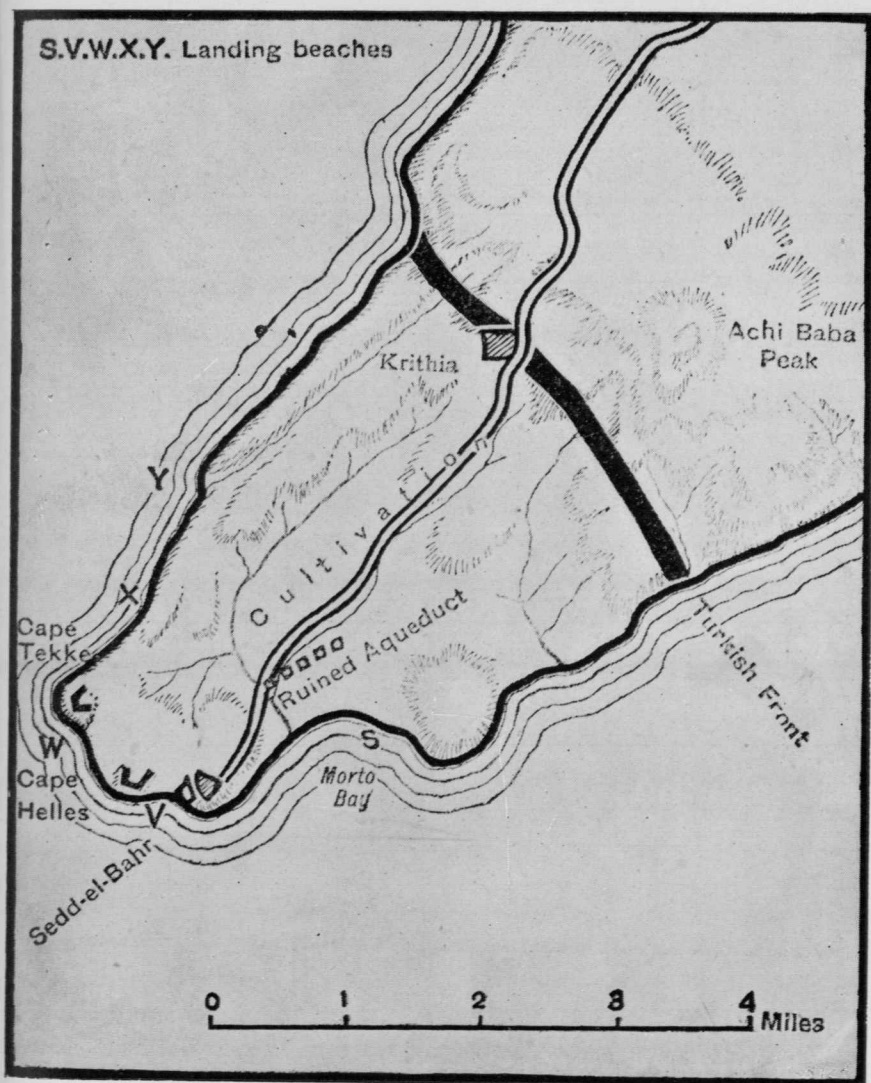 S.V.W.X.Y. Landing beaches
Achi Baba
Peak
Krithia
Cultivation
Y
X
Cape
Tekke
Ruined Aqueduct
Turkish Front
W
S
Cape
Helles
Morto
Bay
V
Sedd-el-Bahr
0 1 2 3 4
Miles